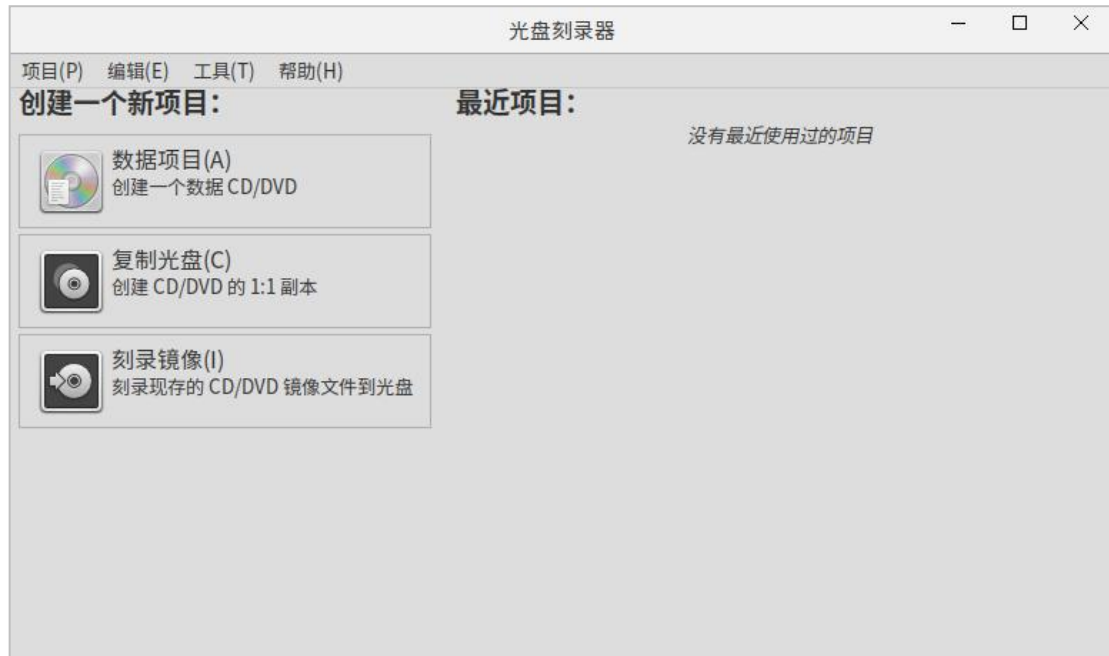 光盘刻录器
项目(P) 编辑(E) 工具(T) 帮助(H)
创建一个新项目：
数据项目(A)
创建一个数据 CD/DVD
复制光盘(C)
创建 CD/DVD 的 1:1 副本
刻录镜像(I)
刻录现存的 CD/DVD 镜像文件到光盘
最近项目：
没有最近使用过的项目